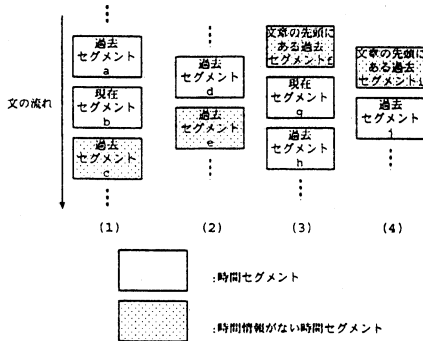 文の流れ
過去
セグメント
a
現在
セグメント
b
過去
セグメント
c
(1)
過去
セグメント
d
過去
セグメント
e
(2)
文章の先頭に
ある過去
セグメントf
現在
セグメント
g
過去
セグメント
h
(3)
文章の先頭に
ある過去
セグメントi
過去
セグメント
j
(4)
:時間セグメント
:時間情報がない時間セグメント